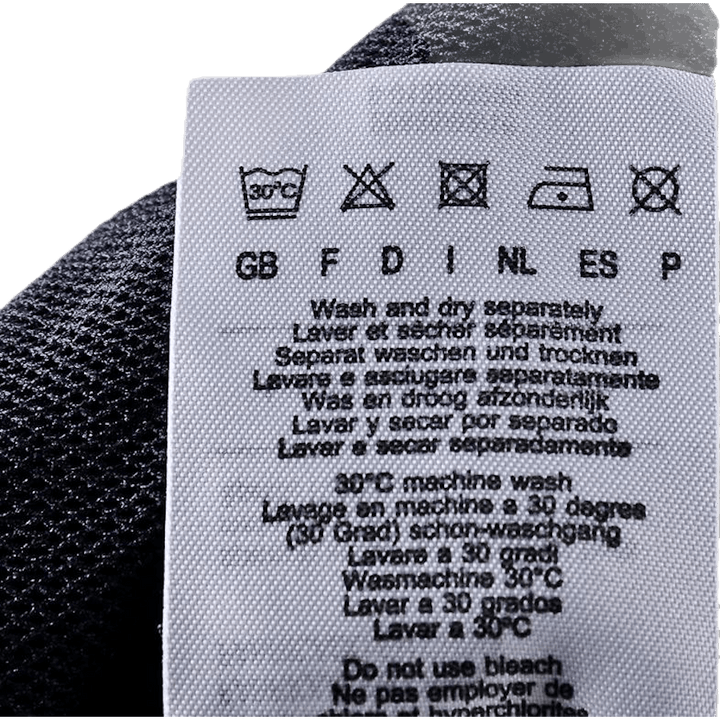 30°C
GB F D I NL ES P
Wash and dry separately
Laver et sécher séparément
Separat waschen und trocknen
Lavare e asciugare separatamente
Was en droog afzonderlijk
Lavar y secar por separado
Lavar e secar separadamente
30°C machine wash
Lavage en machine a 30 degres
(30 Grad) schon-waschgang
Lavare a 30 gradi
Wasmachine 30°C
Lavar a 30 grados
Lavar a 30°C
Do not use bleach
Ne pas employer de
et hyperchlorites